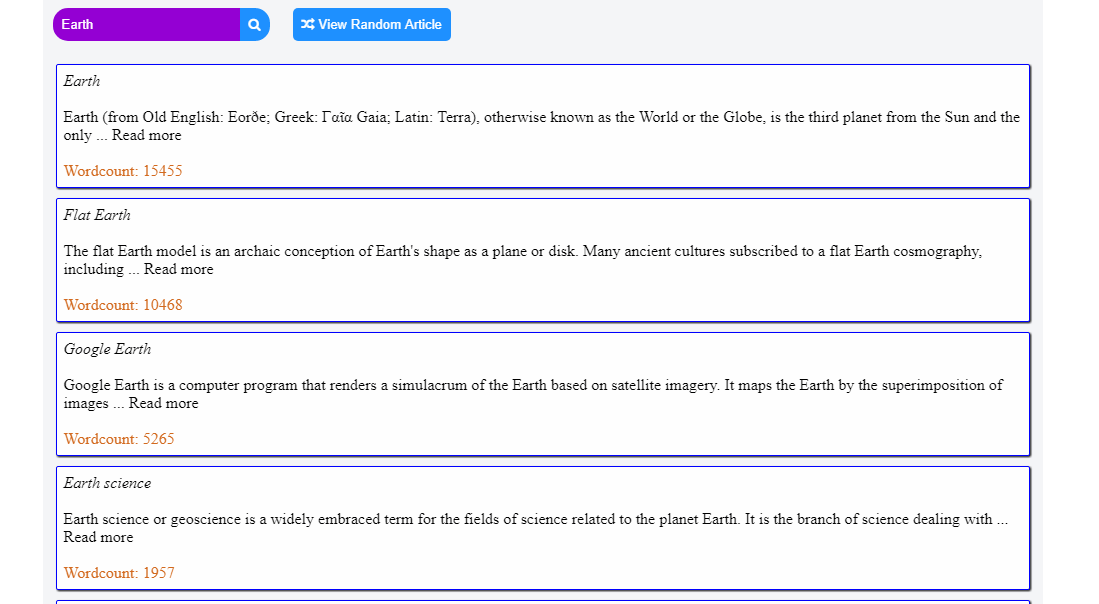 Earth
View Random Article
Earth
Earth (from Old English: Eorðe; Greek: Γαῖα Gaia; Latin: Terra), otherwise known as the World or the Globe, is the third planet from the Sun and the
only ... Read more
Wordcount: 15455
Flat Earth
The flat Earth model is an archaic conception of Earth's shape as a plane or disk. Many ancient cultures subscribed to a flat Earth cosmography,
including ... Read more
Wordcount: 10468
Google Earth
Google Earth is a computer program that renders a simulacrum of the Earth based on satellite imagery. It maps the Earth by the superimposition of
images ... Read more
Wordcount: 5265
Earth science
Earth science or geoscience is a widely embraced term for the fields of science related to the planet Earth. It is the branch of science dealing with ...
Read more
Wordcount: 1957